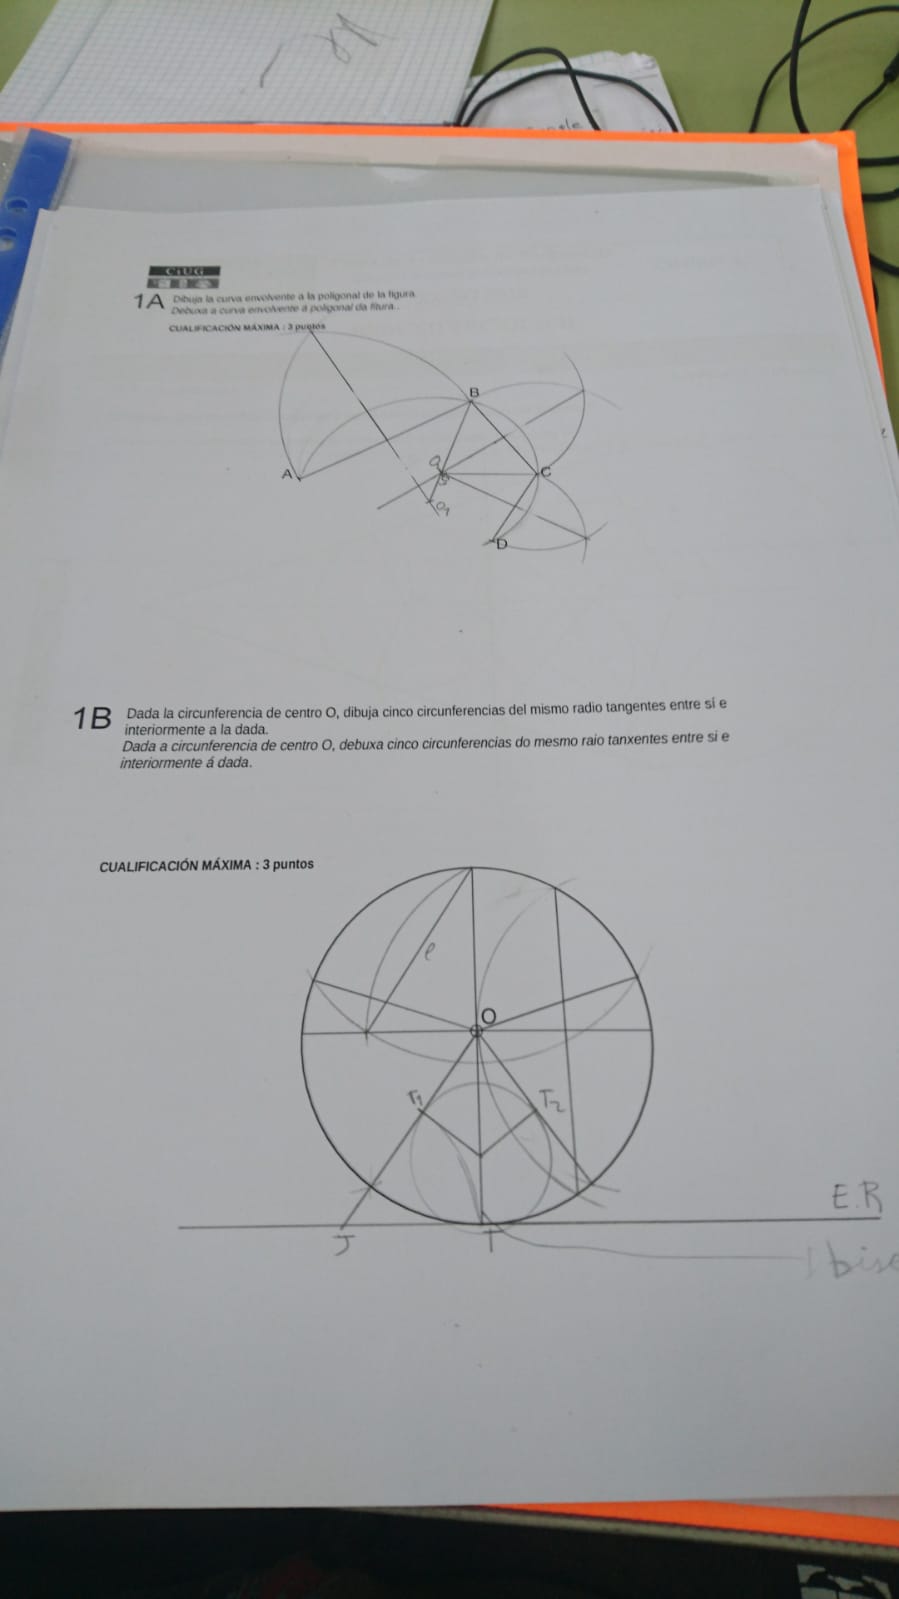 CiUG
1A Dibuja la curva envolvente a la poligonal de la figura.
Debuxa a curva envolvente á poligonal da fitura..
CUALIFICACIÓN MÁXIMA : 3 puntos
B
A
C
O1
D
1B Dada la circunferencia de centro O, dibuja cinco circunferencias del mismo radio tangentes entre sí e
interiormente a la dada.
Dada a circunferencia de centro O, debuxa cinco circunferencias do mesmo raio tanxentes entre si e
interiormente á dada.
CUALIFICACIÓN MÁXIMA : 3 puntos
l
O
T1
T2
E.R
J
T